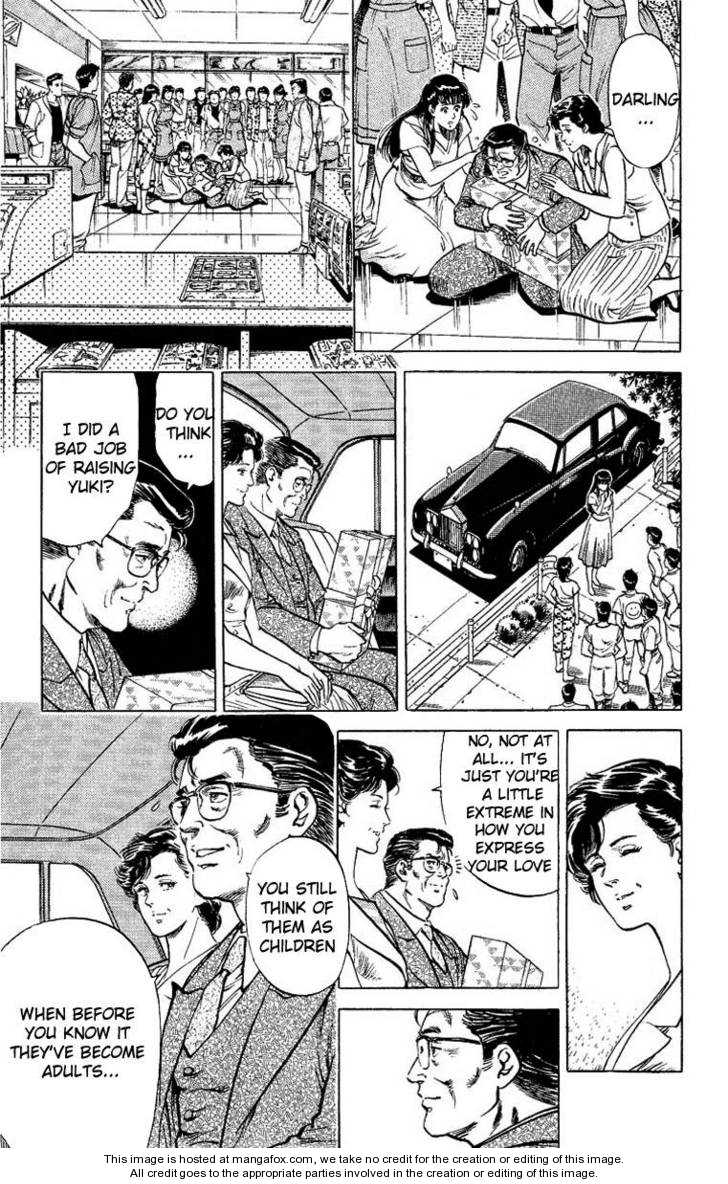 DARLING
...
DO YOU
THINK
...
I DID A
BAD JOB
OF RAISING
YUKI?
NO, NOT AT
ALL... IT'S
JUST YOU'RE
A LITTLE
EXTREME IN
HOW YOU
EXPRESS
YOUR LOVE
YOU STILL
THINK OF
THEM AS
CHILDREN
WHEN BEFORE
YOU KNOW IT
THEY'VE BECOME
ADULTS...
This image is hosted at mangafox.com, we take no credit for the creation or editing of this image.
All credit goes to the appropriate parties involved in the creation or editing of this image.